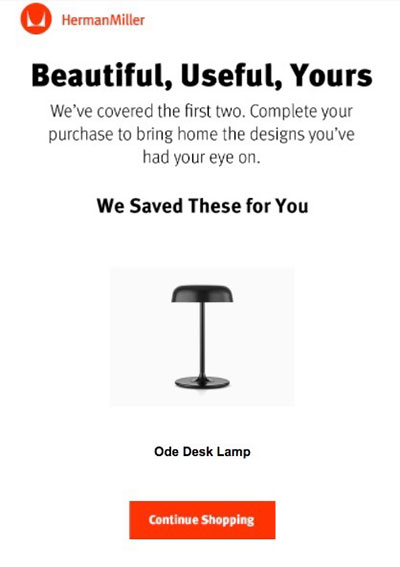 HermanMiller
Beautiful, Useful, Yours
We’ve covered the first two. Complete your
purchase to bring home the designs you’ve
had your eye on.
We Saved These for You
Ode Desk Lamp
Continue Shopping